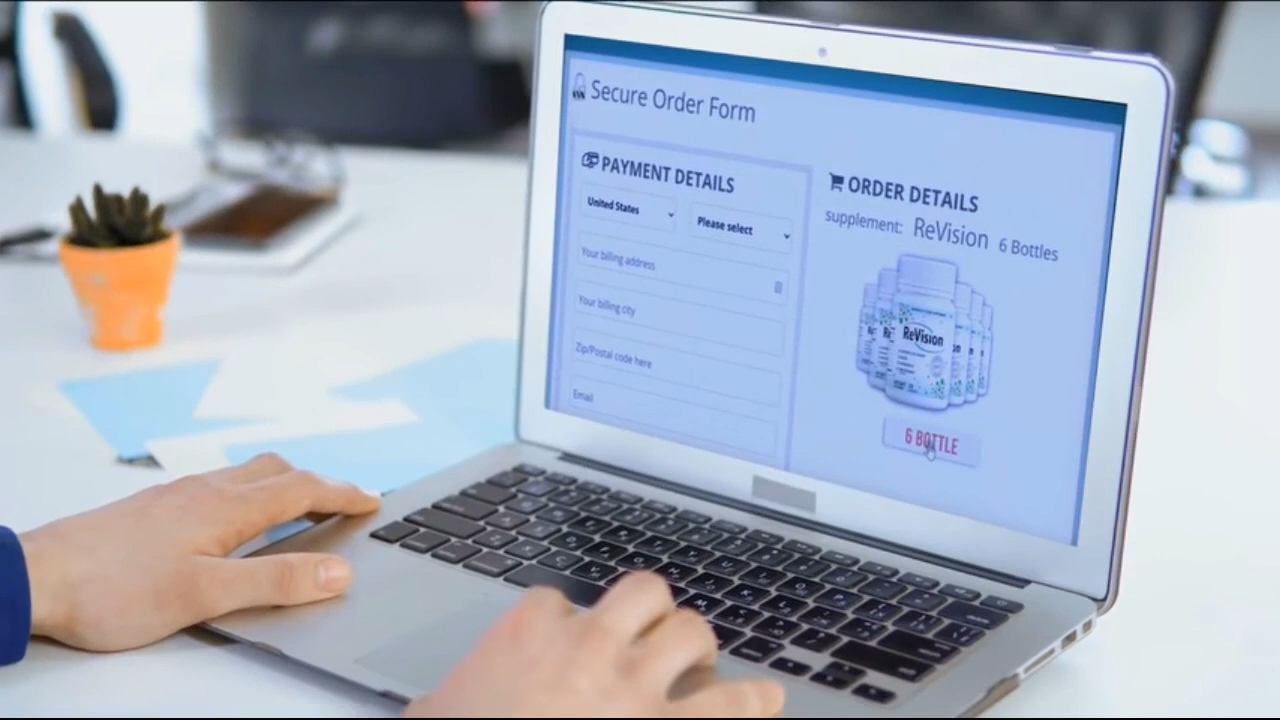 Secure Order Form
PAYMENT DETAILS
United States
Please select
Your billing address
Your billing city
Zip/Postal code here
Email
ORDER DETAILS
supplement: ReVision 6 Bottles
ReVision
6 BOTTLE